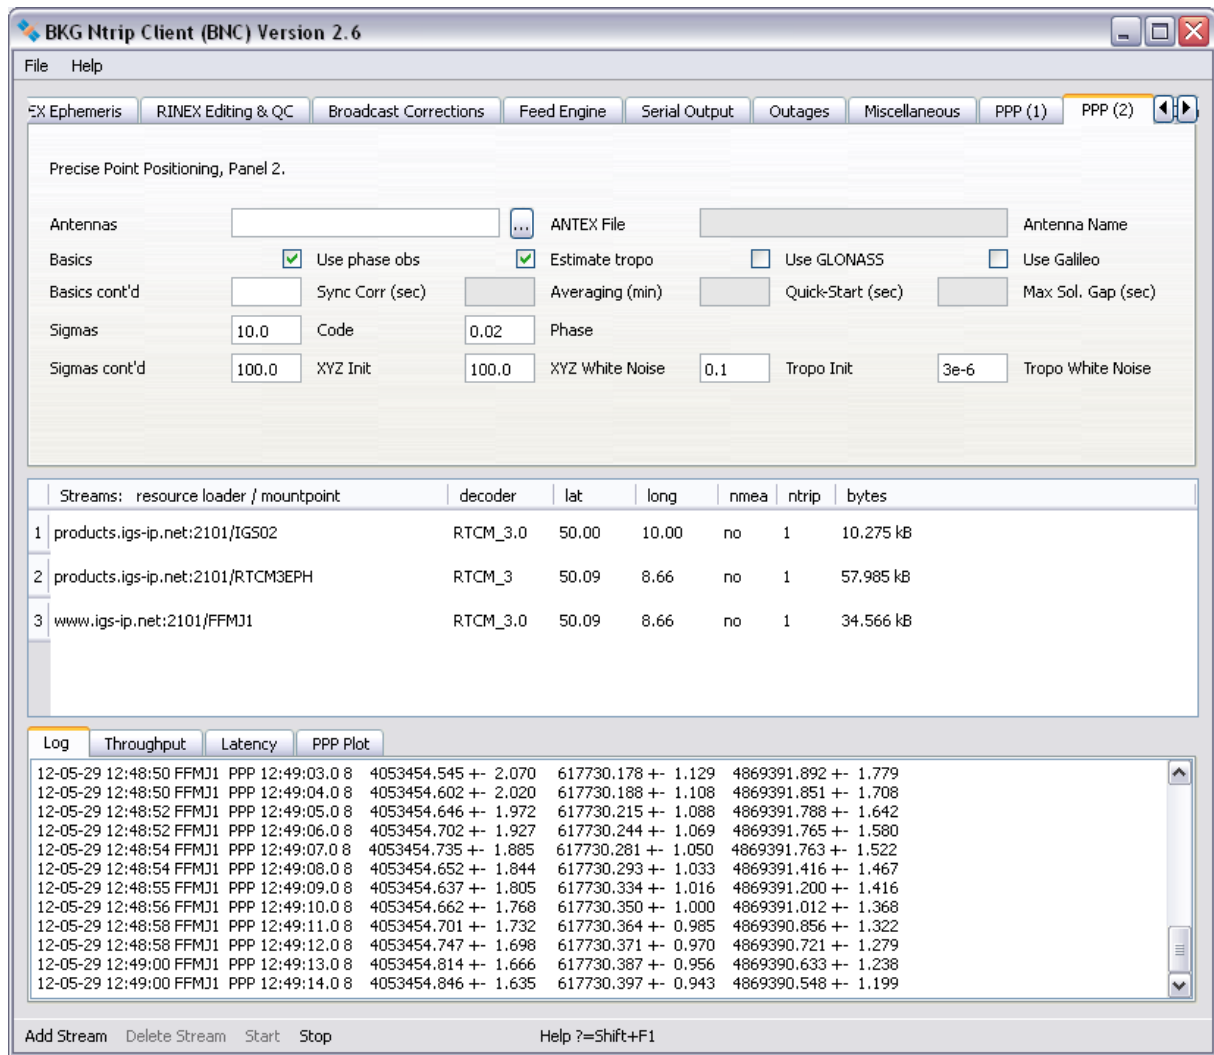 BKG Ntrip Client (BNC) Version 2.6
File Help
EX Ephemeris RINEX Editing & QC Broadcast Corrections Feed Engine Serial Output Outages Miscellaneous PPP (1) PPP (2)
Precise Point Positioning, Panel 2.
Antennas ... ANTEX File Antenna Name
Basics Use phase obs Estimate tropo Use GLONASS Use Galileo
Basics cont'd Sync Corr (sec) Averaging (min) Quick-Start (sec) Max Sol. Gap (sec)
Sigmas 10.0 Code 0.02 Phase
Sigmas cont'd 100.0 XYZ Init 100.0 XYZ White Noise 0.1 Tropo Init 3e-6 Tropo White Noise
Streams: resource loader / mountpoint decoder lat long nmea ntrip bytes
1 products.igs-ip.net:2101/IGS02 RTCM_3.0 50.00 10.00 no 1 10.275 kB
2 products.igs-ip.net:2101/RTCM3EPH RTCM_3 50.09 8.66 no 1 57.985 kB
3 www.igs-ip.net:2101/FFMJ1 RTCM_3.0 50.09 8.66 no 1 34.566 kB
Log Throughput Latency PPP Plot
12-05-29 12:48:50 FFMJ1 PPP 12:49:03.0 8 4053454.545 +- 2.070 617730.178 +- 1.129 4869391.892 +- 1.779
12-05-29 12:48:50 FFMJ1 PPP 12:49:04.0 8 4053454.602 +- 2.020 617730.188 +- 1.108 4869391.851 +- 1.708
12-05-29 12:48:52 FFMJ1 PPP 12:49:05.0 8 4053454.646 +- 1.972 617730.215 +- 1.088 4869391.788 +- 1.642
12-05-29 12:48:52 FFMJ1 PPP 12:49:06.0 8 4053454.702 +- 1.927 617730.244 +- 1.069 4869391.765 +- 1.580
12-05-29 12:48:54 FFMJ1 PPP 12:49:07.0 8 4053454.735 +- 1.885 617730.281 +- 1.050 4869391.763 +- 1.522
12-05-29 12:48:54 FFMJ1 PPP 12:49:08.0 8 4053454.652 +- 1.844 617730.293 +- 1.033 4869391.416 +- 1.467
12-05-29 12:48:55 FFMJ1 PPP 12:49:09.0 8 4053454.637 +- 1.805 617730.334 +- 1.016 4869391.200 +- 1.416
12-05-29 12:48:56 FFMJ1 PPP 12:49:10.0 8 4053454.662 +- 1.768 617730.350 +- 1.000 4869391.012 +- 1.368
12-05-29 12:48:58 FFMJ1 PPP 12:49:11.0 8 4053454.701 +- 1.732 617730.364 +- 0.985 4869390.856 +- 1.322
12-05-29 12:48:58 FFMJ1 PPP 12:49:12.0 8 4053454.747 +- 1.698 617730.371 +- 0.970 4869390.721 +- 1.279
12-05-29 12:49:00 FFMJ1 PPP 12:49:13.0 8 4053454.814 +- 1.666 617730.387 +- 0.956 4869390.633 +- 1.238
12-05-29 12:49:00 FFMJ1 PPP 12:49:14.0 8 4053454.846 +- 1.635 617730.397 +- 0.943 4869390.548 +- 1.199
Add Stream Delete Stream Start Stop Help ?=Shift+F1